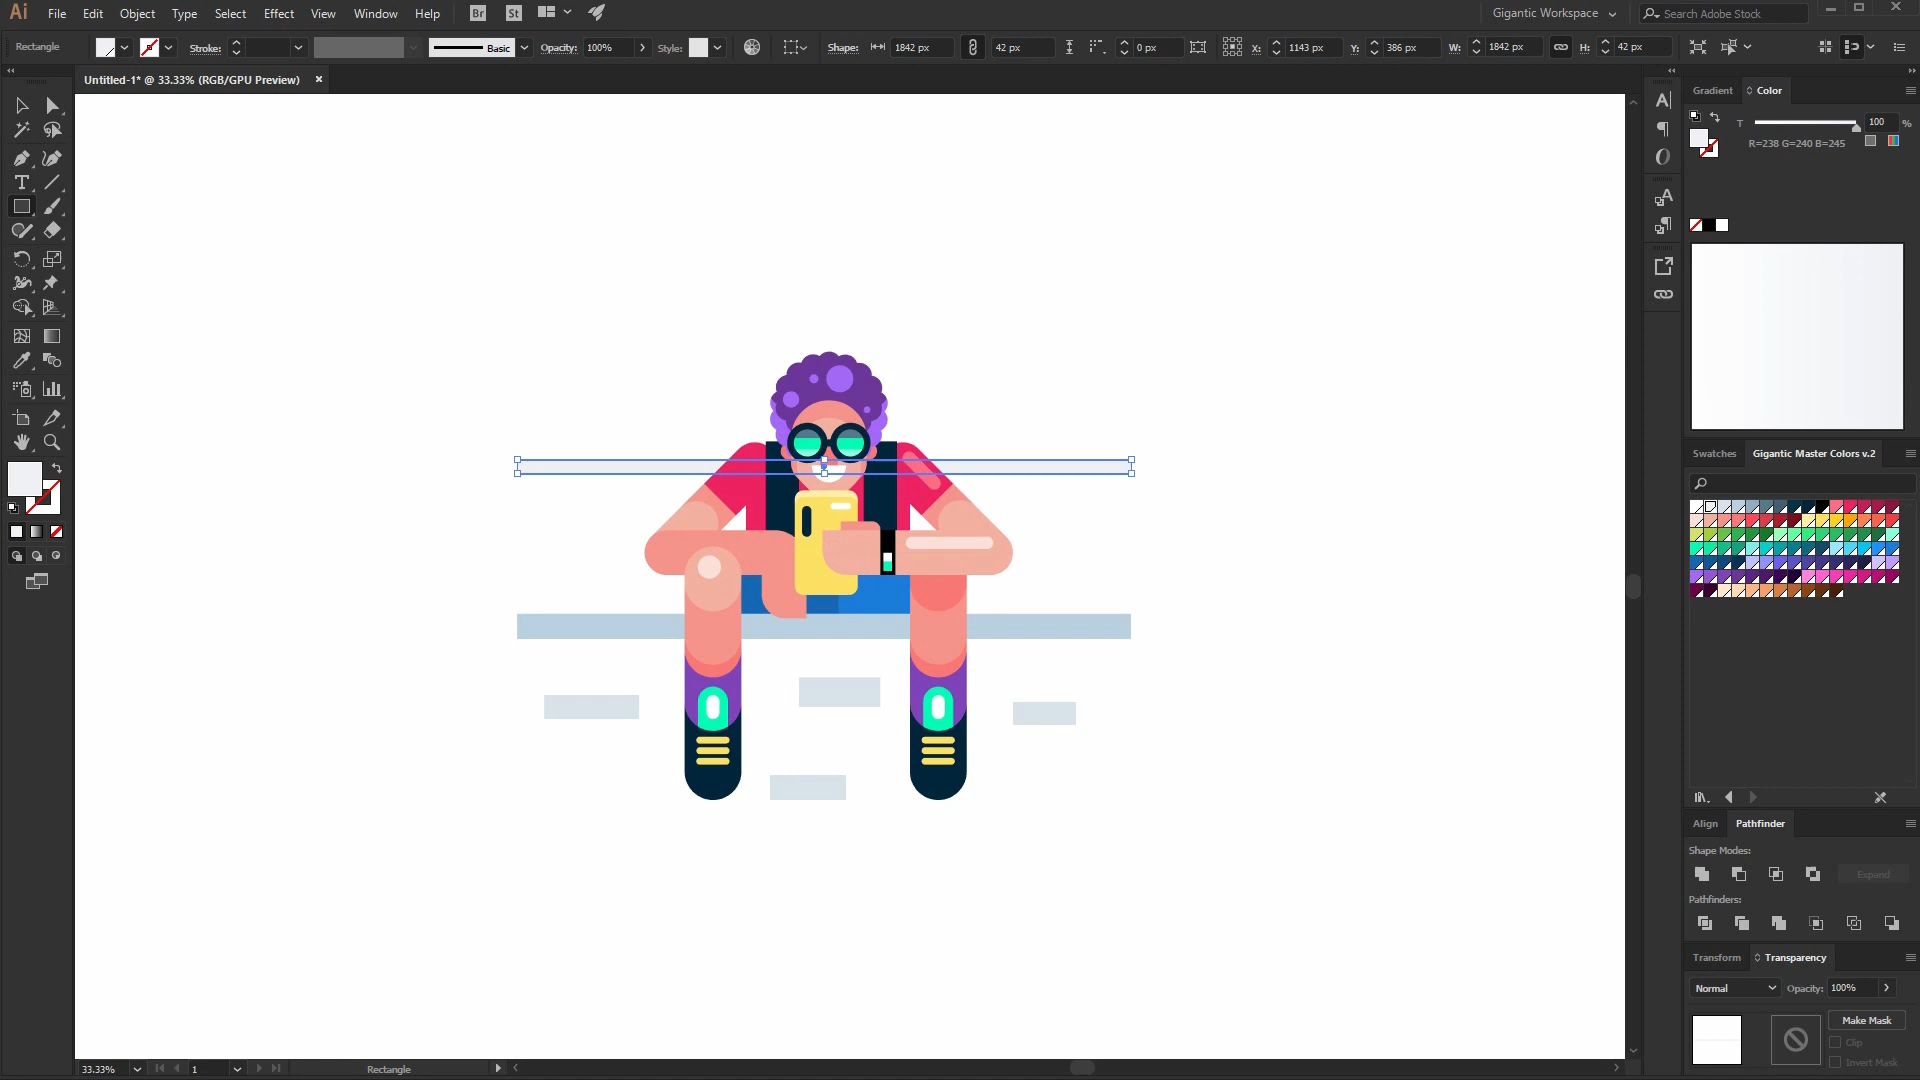 Ai File Edit Object Type Select Effect View Window Help Br St Gigantic Workspace Search Adobe Stock
Rectangle Stroke: Basic Opacity: 100% Style: Shape: 1842 px 42 px 0 px X: 1143 px Y: 386 px W: 1842 px H: 42 px
Untitled-1* @ 33.33% (RGB/GPU Preview)
Gradient Color
T 100 %
R=238 G=240 B=245
Swatches Gigantic Master Colors v.2
Align Pathfinder
Shape Modes:
Expand
Pathfinders:
Transform Transparency
Normal Opacity: 100%
Make Mask
Clip
Invert Mask
33.33% 1 Rectangle